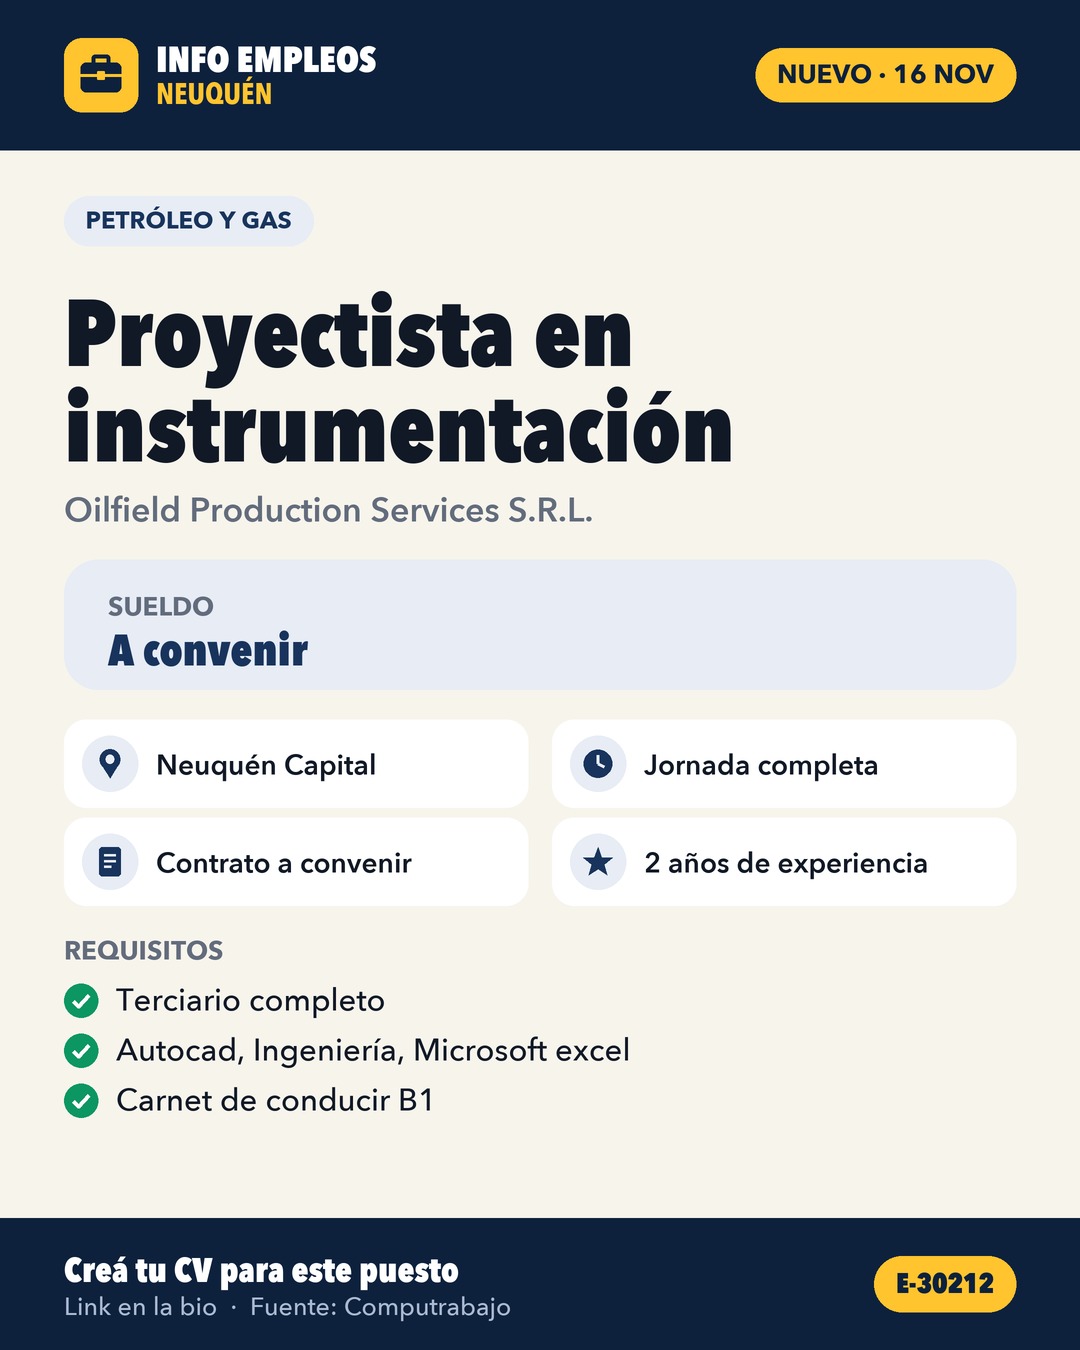 INFO EMPLEOS
NEUQUÉN
NUEVO · 16 NOV
PETRÓLEO Y GAS
Proyectista en
instrumentación
Oilfield Production Services S.R.L.
SUELDO
A convenir
Neuquén Capital
Jornada completa
Contrato a convenir
2 años de experiencia
REQUISITOS
Terciario completo
Autocad, Ingeniería, Microsoft excel
Carnet de conducir B1
Creá tu CV para este puesto
Link en la bio · Fuente: Computrabajo
E-30212